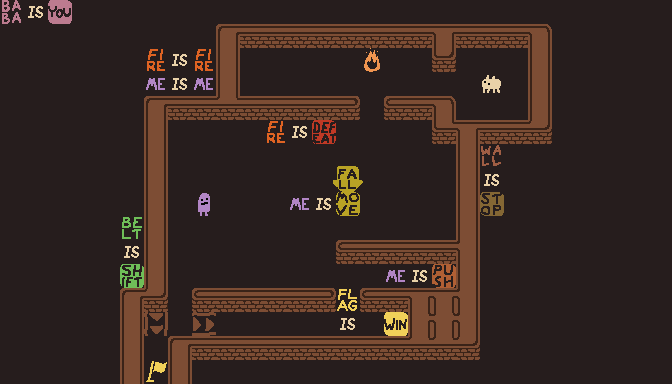 BABA IS YOU
FIRE IS FIRE
ME IS ME
FIRE IS DEFEAT
WALL IS STOP
FALL
ME IS MOVE
BELT IS SHIFT
ME IS PUSH
FLAG IS WIN